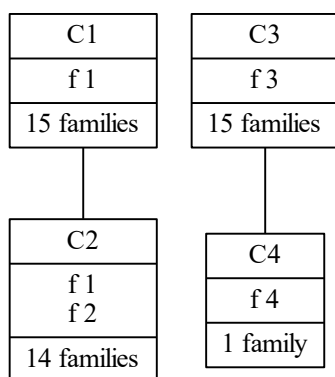 C1
f 1
15 families
C3
f 3
15 families
C2
f 1
f 2
14 families
C4
f 4
1 family